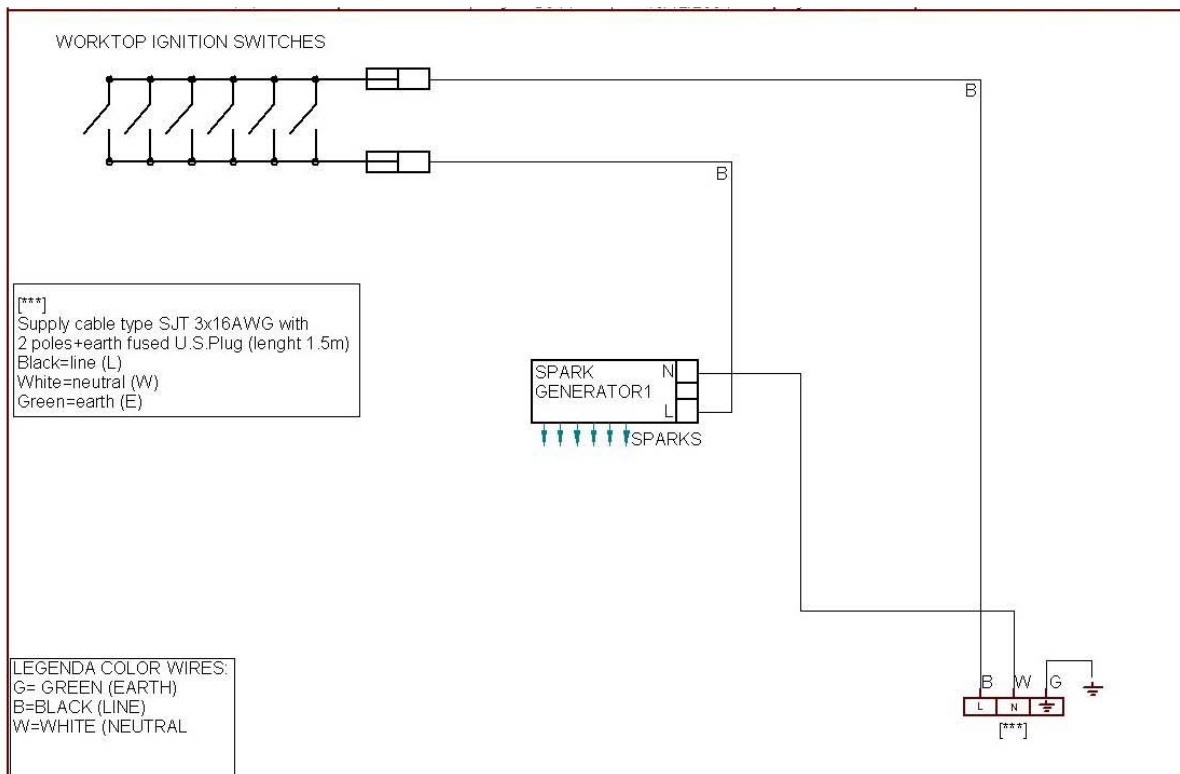 WORKTOP IGNITION SWITCHES
B
B
[***]
Supply cable type SJT 3x16AWG with
2 poles+earth fused U.S.Plug (lenght 1.5m)
Black=line (L)
White=neutral (W)
Green=earth (E)
SPARK N
GENERATOR1
L
SPARKS
LEGENDA COLOR WIRES:
G= GREEN (EARTH)
B=BLACK (LINE)
W=WHITE (NEUTRAL
B W G
L N
[***]